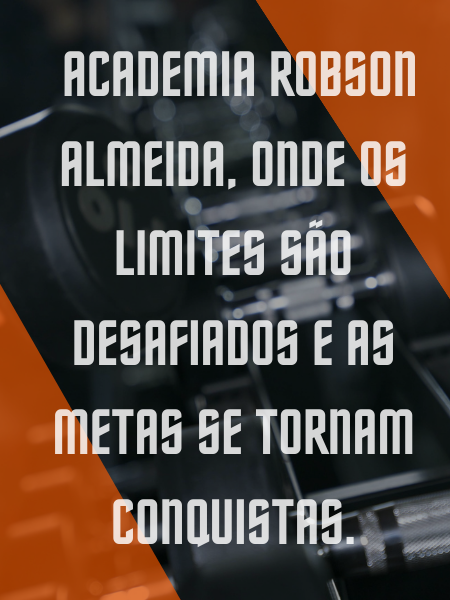 ACADEMIA ROBSON
ALMEIDA, ONDE OS
LIMITES SÃO
DESAFIADOS E AS
METAS SE TORNAM
CONQUISTAS.